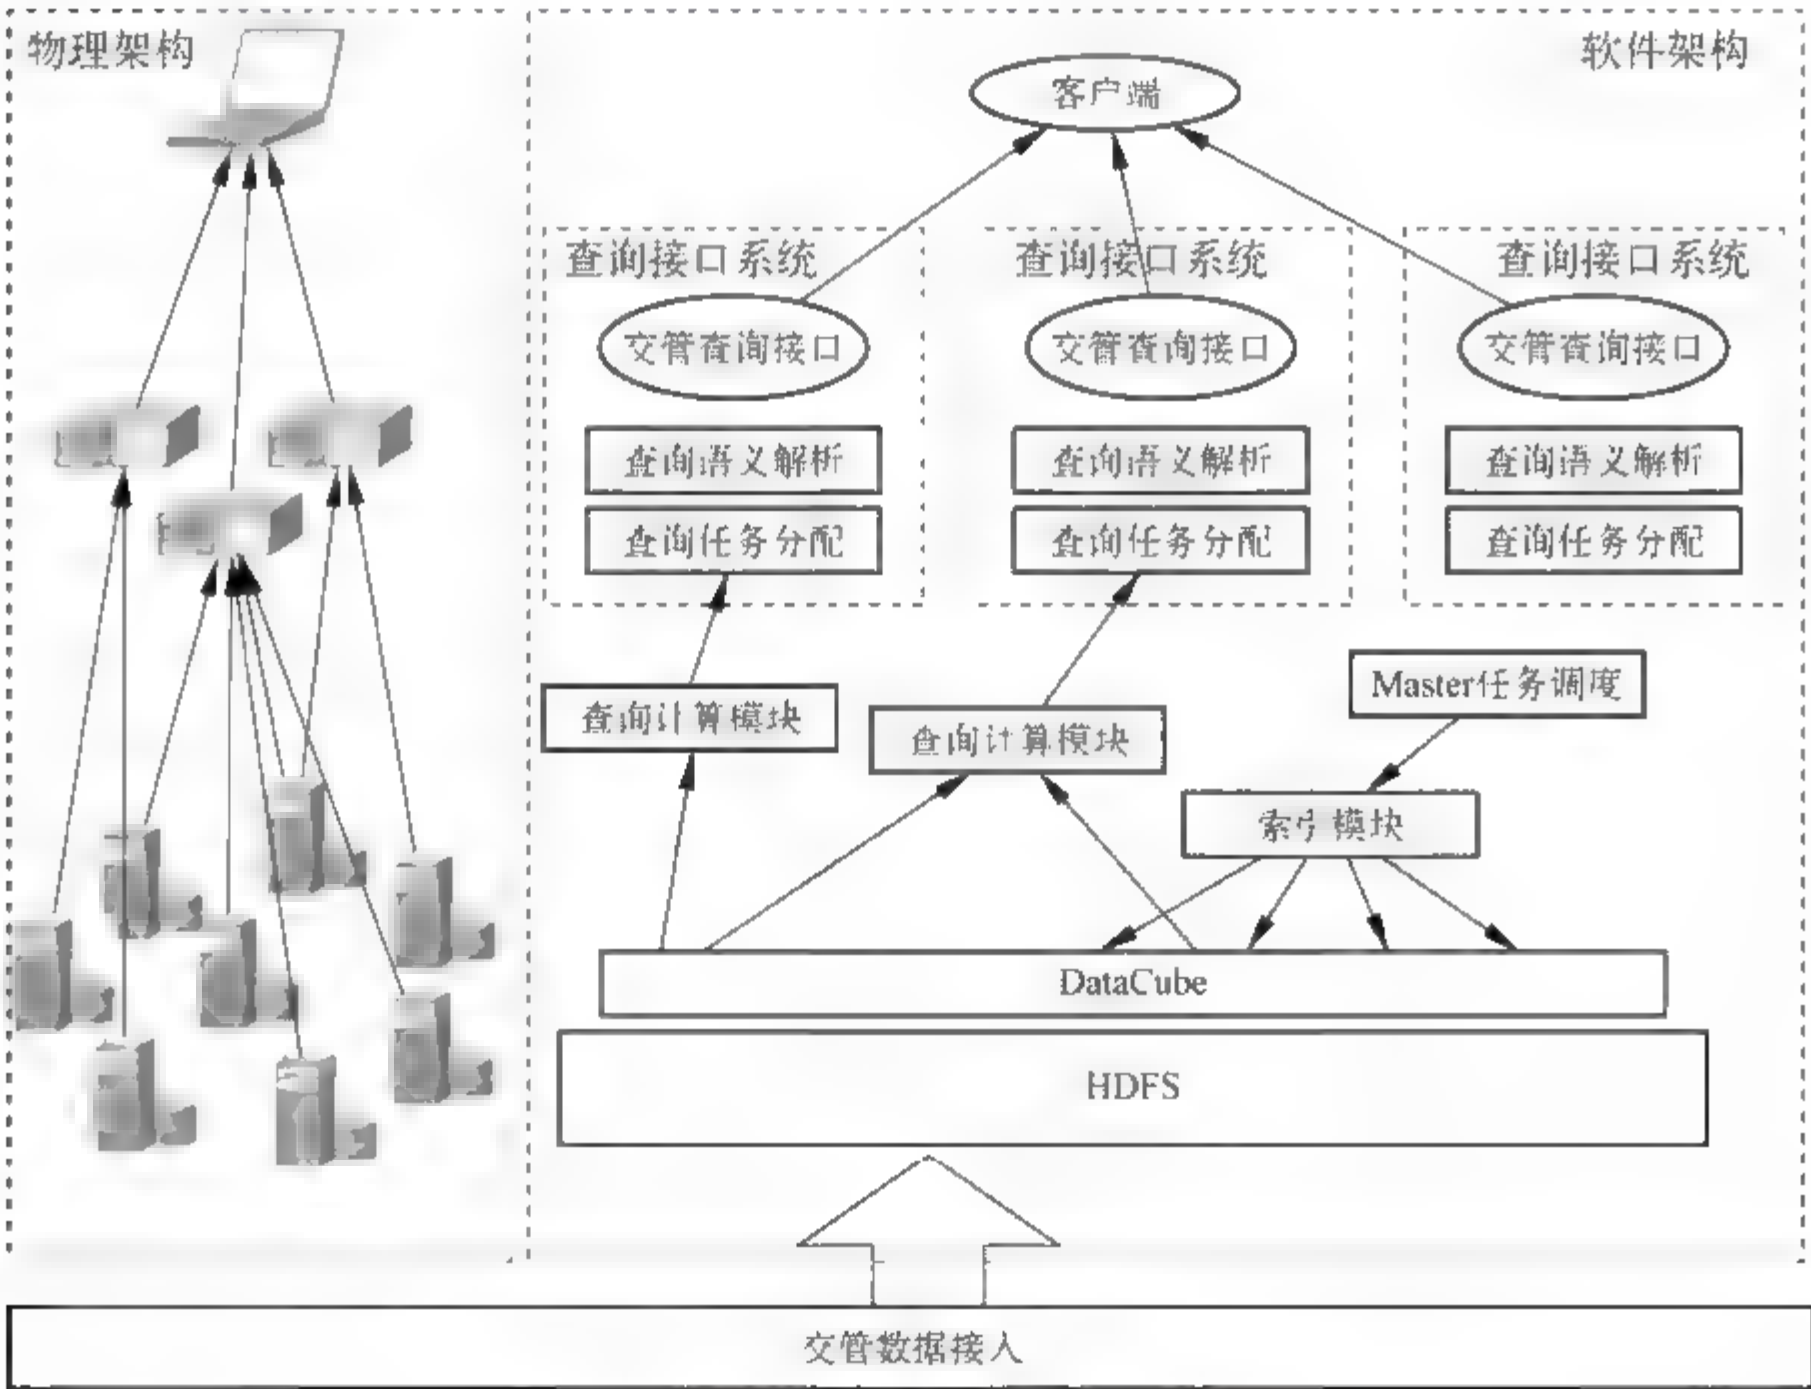 物理架构
软件架构
客户端
查询接口系统
查询接口系统
查询接口系统
交管查询接口
交管查询接口
交管查询接口
查询语义解析
查询语义解析
查询语义解析
查询任务分配
查询任务分配
查询任务分配
Master任务调度
查询计算模块
查询计算模块
索引模块
DataCube
HDFS
交管数据接入